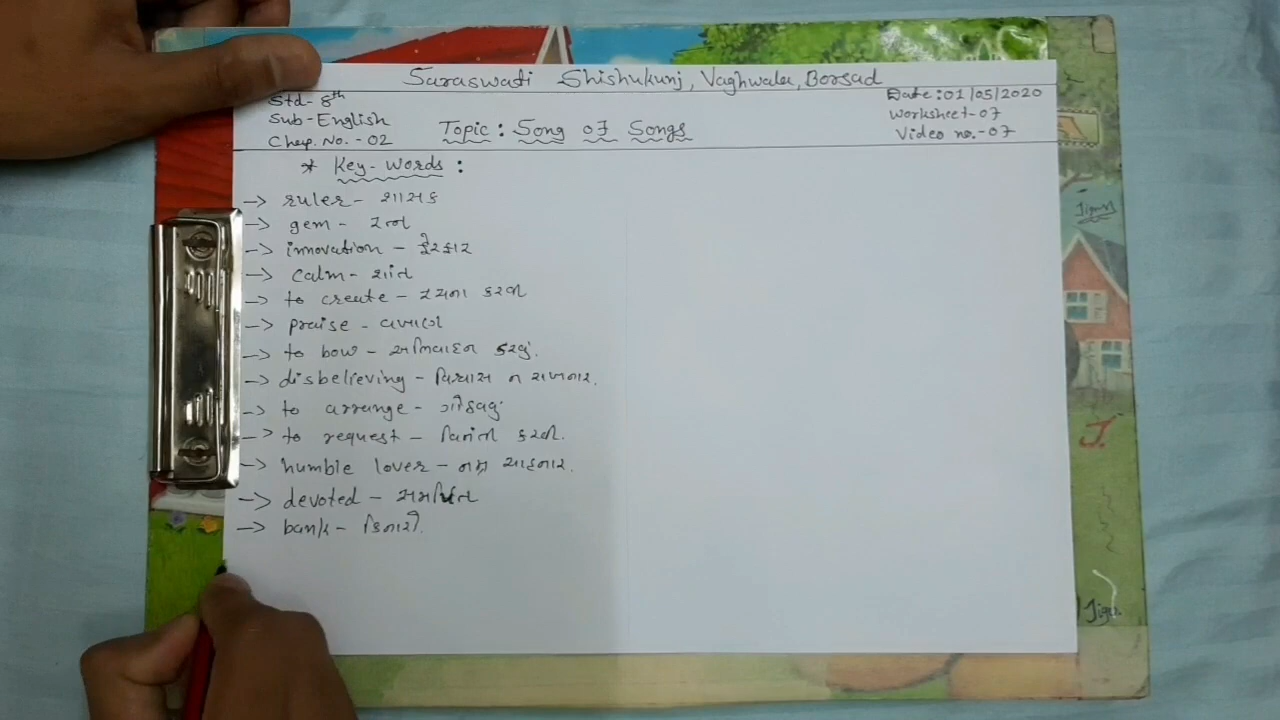 Saraswati Shishukunj, Vaghwala, Borsad
Std- 8th
Sub- English
Chep. No. - 02
Topic: Song of Songs
Date: 01/05/2020
Worksheet-07
Video no.-07
* Key-words :
→ ruler - શાસક
→ gem - રત્ન
→ innovation - ફેરફાર
→ calm - શાંત
→ to create - રચના કરવી
→ praise - વખાણ
→ to bow - અભિવાદન કરવું.
→ disbelieving - વિશ્વાસ ન રાખનાર.
→ to arrange - ગોઠવવું
→ to request - વિનંતી કરવી.
→ humble lover - નમ્ર ચાહનાર.
→ devoted - સમર્પિત
→ bank - કિનારો.
Jigu.
J.